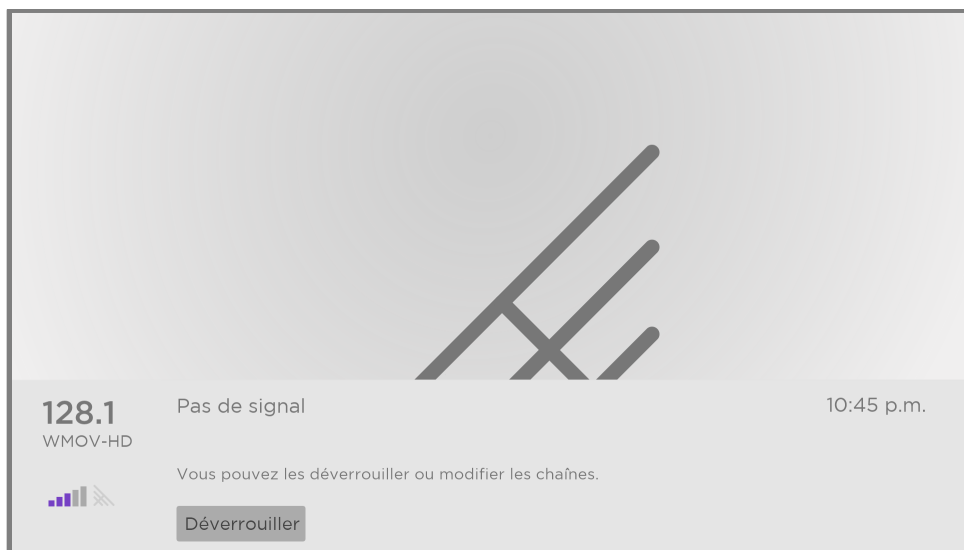 128.1
Pas de signal
10:45 p.m.
WMOV-HD
Vous pouvez les déverrouiller ou modifier les chaînes.
Déverrouiller